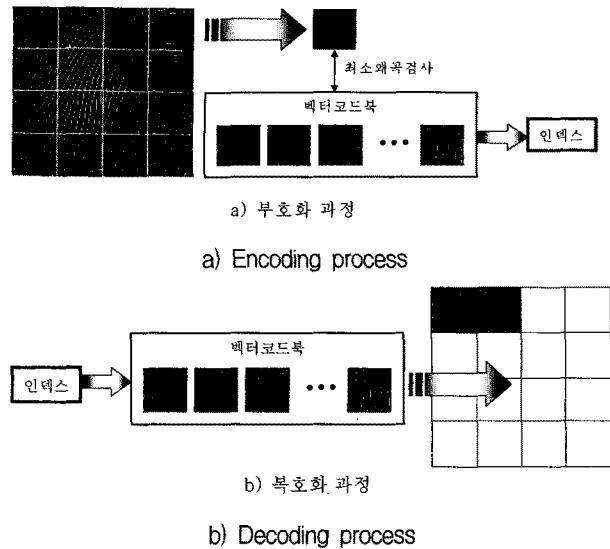 최소왜곡검사
벡터코드북
인덱스
a) 부호화 과정
a) Encoding process
벡터코드북
인덱스
b) 복호화 과정
b) Decoding process